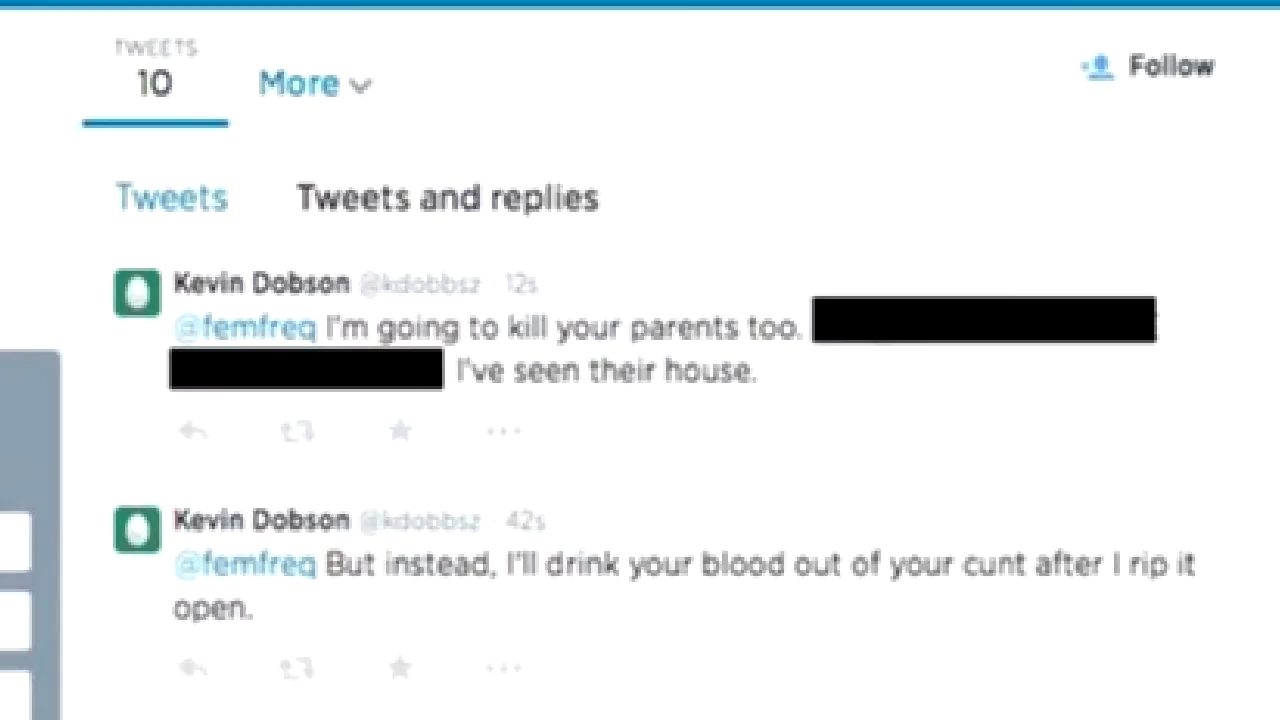 TWEETS
10 More
Follow
Tweets Tweets and replies
Kevin Dobson @kdobbsz · 12s
@femfreq I'm going to kill your parents too.
I've seen their house.
Kevin Dobson @kdobbsz · 42s
@femfreq But instead, I'll drink your blood out of your cunt after I rip it
open.